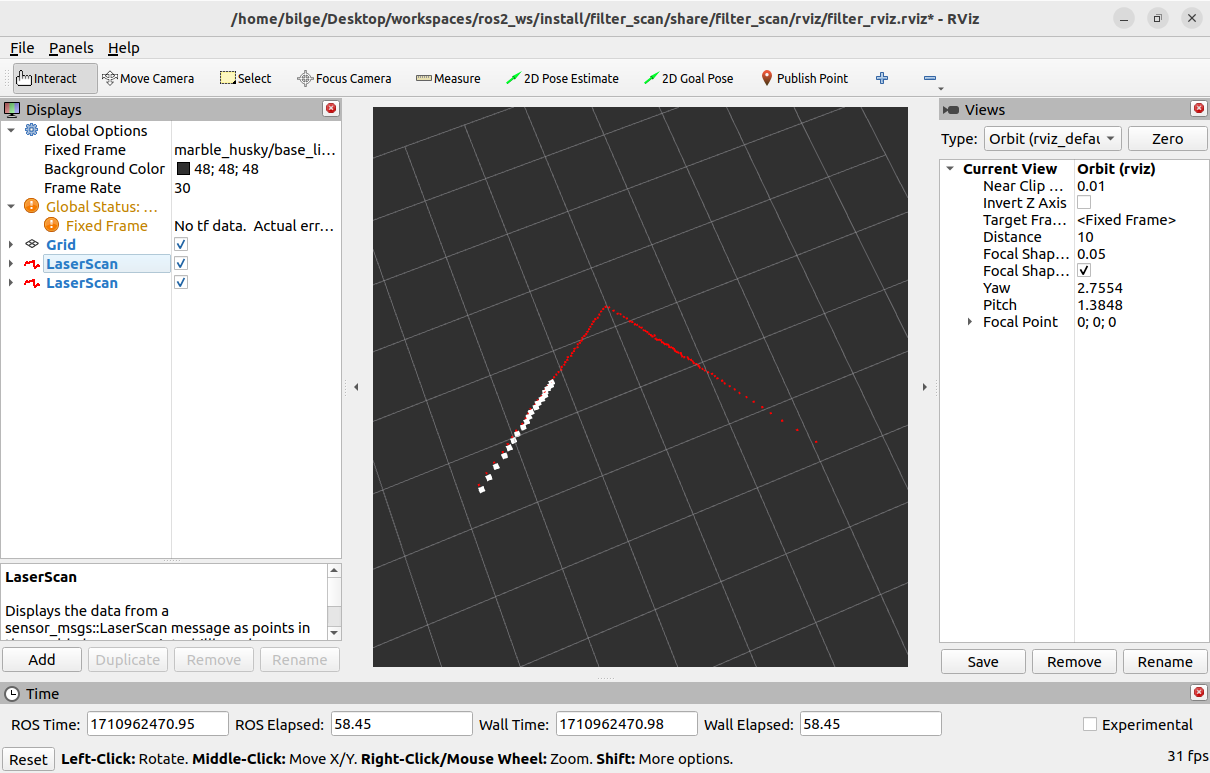 /home/bilge/Desktop/workspaces/ros2_ws/install/filter_scan/share/filter_scan/rviz/filter_rviz.rviz* - RViz
File Panels Help
Interact Move Camera Select Focus Camera Measure 2D Pose Estimate 2D Goal Pose Publish Point
Displays
Global Options
Fixed Frame marble_husky/base_li...
Background Color 48; 48; 48
Frame Rate 30
Global Status: ...
Fixed Frame No tf data. Actual err...
Grid
LaserScan
LaserScan
LaserScan
Displays the data from a
sensor_msgs::LaserScan message as points in
Add Duplicate Remove Rename
Views
Type: Orbit (rviz_defau Zero
Current View Orbit (rviz)
Near Clip ... 0.01
Invert Z Axis
Target Fra... <Fixed Frame>
Distance 10
Focal Shap... 0.05
Focal Shap...
Yaw 2.7554
Pitch 1.3848
Focal Point 0; 0; 0
Save Remove Rename
Time
ROS Time: 1710962470.95 ROS Elapsed: 58.45 Wall Time: 1710962470.98 Wall Elapsed: 58.45 Experimental
Reset Left-Click: Rotate. Middle-Click: Move X/Y. Right-Click/Mouse Wheel: Zoom. Shift: More options. 31 fps